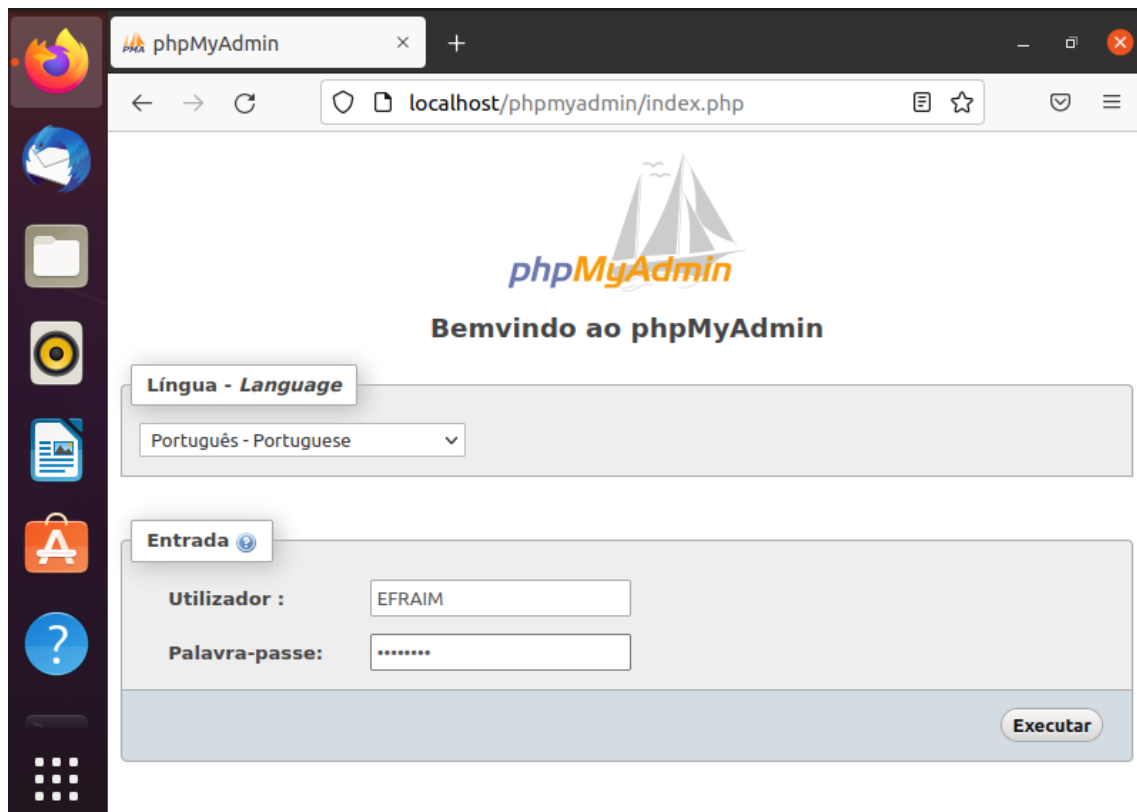 phpMyAdmin
localhost/phpmyadmin/index.php
phpMyAdmin
Bemvindo ao phpMyAdmin
Língua - Language
Português - Portuguese
Entrada
Utilizador :
EFRAIM
Palavra-passe:
••••••••
Executar